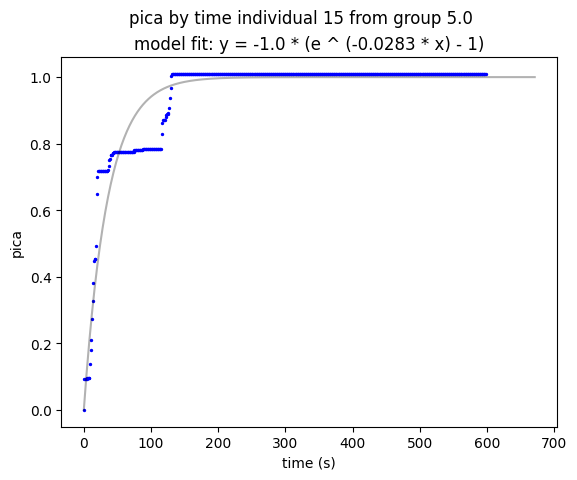 pica by time individual 15 from group 5.0
model fit: y = -1.0 * (e ^ (-0.0283 * x) - 1)
1.0
0.8
0.6
0.4
0.2
0.0
pica
0 100 200 300 400 500 600 700
time (s)